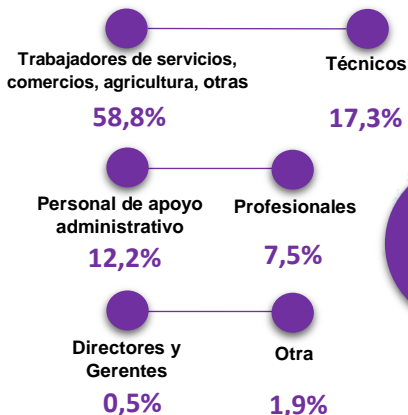 Trabajadores de servicios,
comercios, agricultura, otras
58,8%
Técnicos
17,3%
Personal de apoyo
administrativo
12,2%
Profesionales
7,5%
Directores y
Gerentes
0,5%
Otra
1,9%